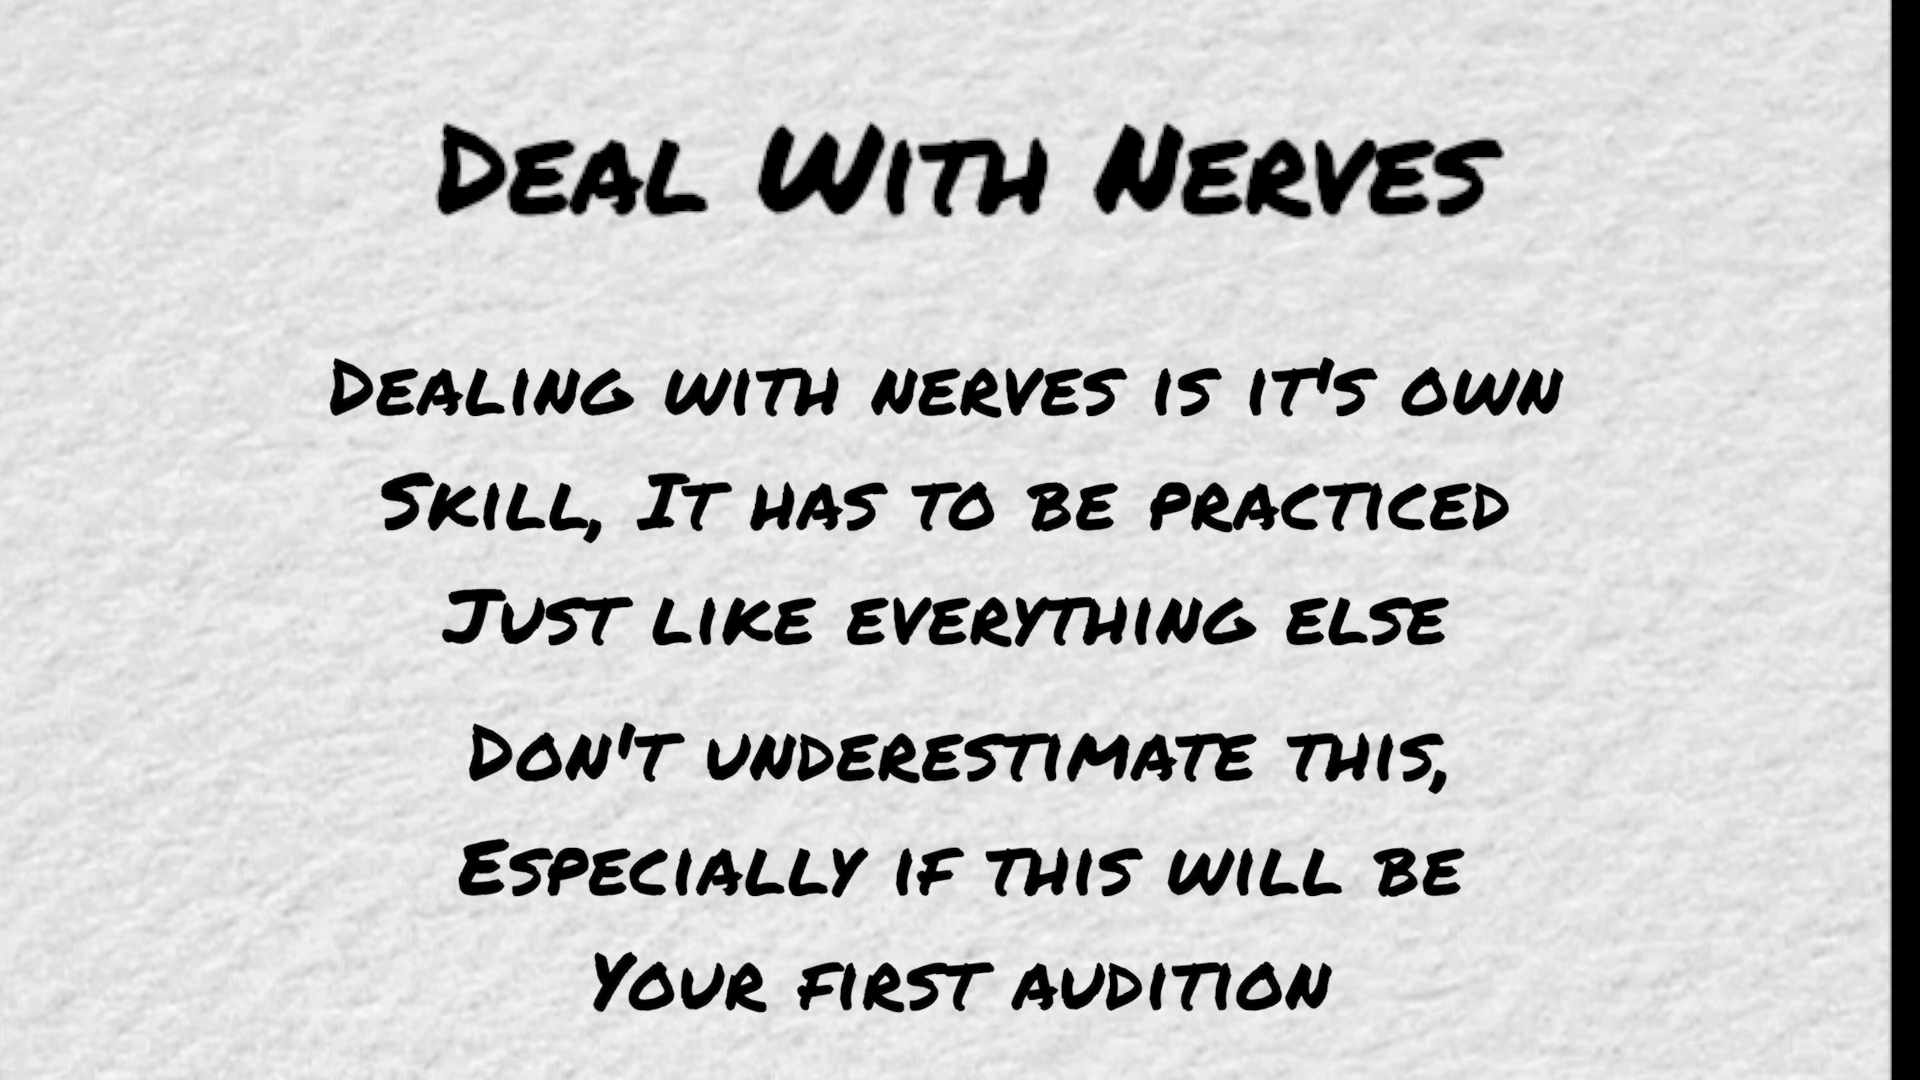 Deal With Nerves
Dealing with nerves is it's own
Skill, It has to be practiced
Just like everything else
Don't underestimate this,
Especially if this will be
Your first audition